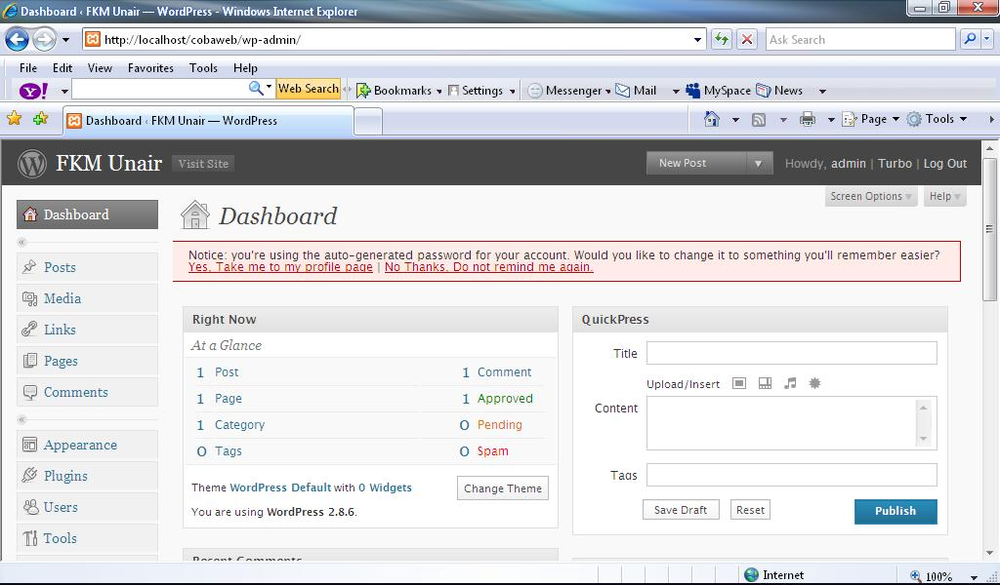 Dashboard ‹ FKM Unair — WordPress - Windows Internet Explorer
http://localhost/cobaweb/wp-admin/
Ask Search
File Edit View Favorites Tools Help
Y! Web Search Bookmarks Settings Messenger Mail MySpace News
Dashboard ‹ FKM Unair — WordPress
Page Tools
FKM Unair Visit Site
New Post
Howdy, admin | Turbo | Log Out
Screen Options Help
Dashboard
Posts
Media
Links
Pages
Comments
Appearance
Plugins
Users
Tools
Dashboard
Notice: you're using the auto-generated password for your account. Would you like to change it to something you'll remember easier?
Yes, Take me to my profile page | No Thanks, Do not remind me again.
Right Now
At a Glance
1 Post 1 Comment
1 Page 1 Approved
1 Category 0 Pending
0 Tags 0 Spam
Theme WordPress Default with 0 Widgets
Change Theme
You are using WordPress 2.8.6.
Recent Comments
QuickPress
Title
Upload/Insert
Content
Tags
Save Draft Reset Publish
Internet 100%